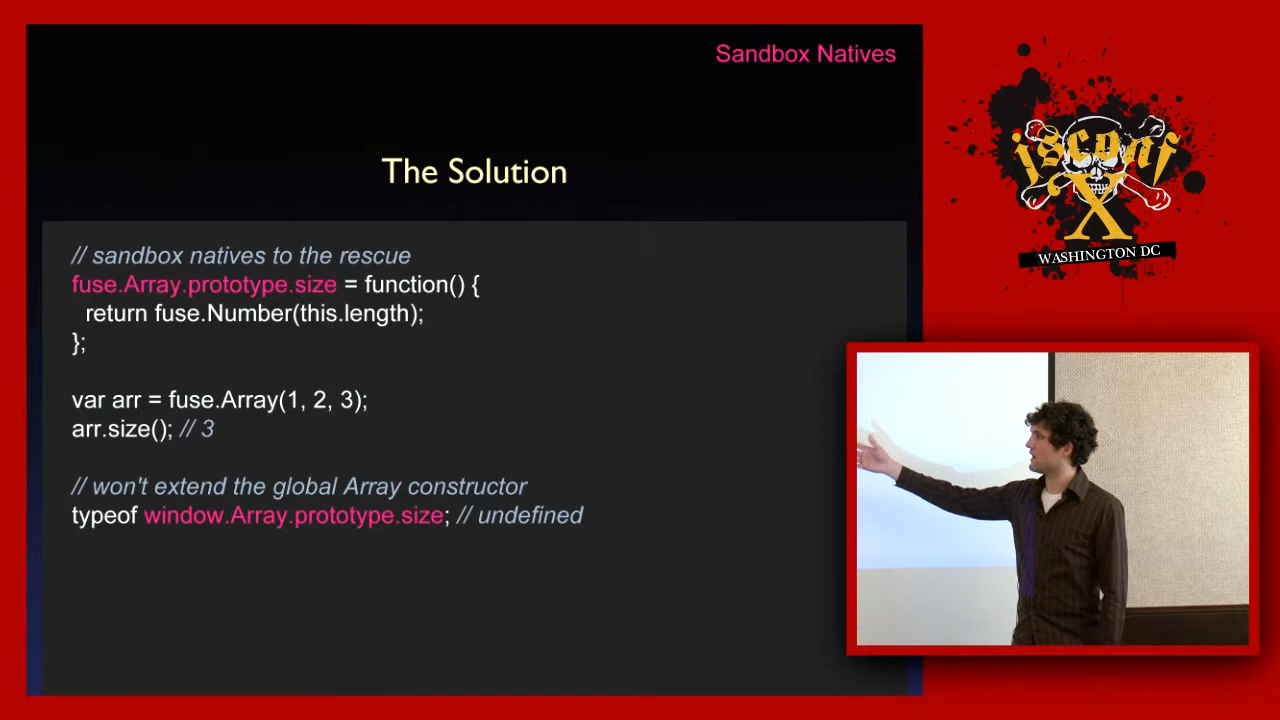 Sandbox Natives
The Solution
// sandbox natives to the rescue
fuse.Array.prototype.size = function() {
return fuse.Number(this.length);
};
var arr = fuse.Array(1, 2, 3);
arr.size(); // 3
// won't extend the global Array constructor
typeof window.Array.prototype.size; // undefined
jsconf
X
WASHINGTON DC